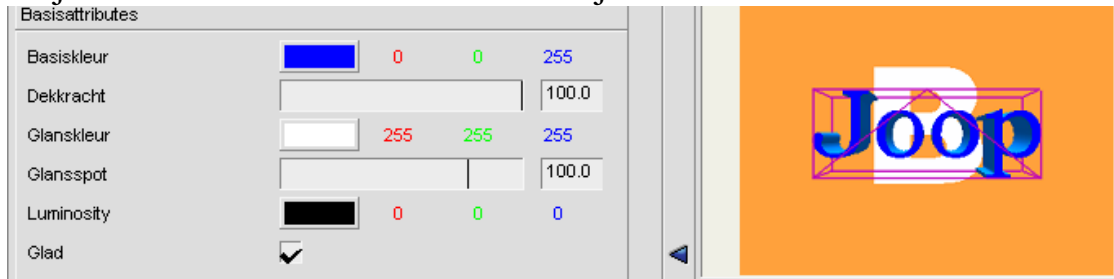 Basisattributes
Basiskleur 0 0 255
Dekkracht 100.0
Glanskleur 255 255 255
Glansspot 100.0
Luminosity 0 0 0
Glad
B
Joop